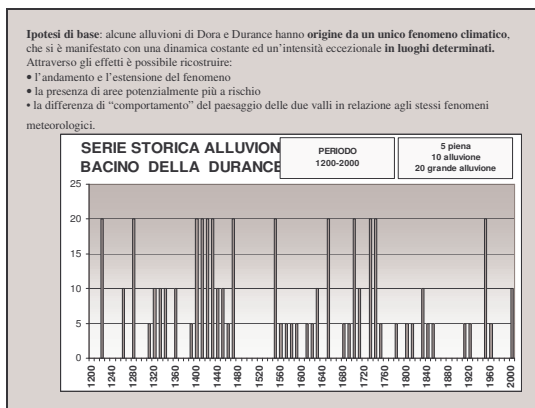 Ipotesi di base: alcune alluvioni di Dora e Durance hanno origine da un unico fenomeno climatico,
che si è manifestato con una dinamica costante ed un'intensità eccezionale in luoghi determinati.
Attraverso gli effetti è possibile ricostruire:
• l'andamento e l'estensione del fenomeno
• la presenza di aree potenzialmente più a rischio
• la differenza di "comportamento" del paesaggio delle due valli in relazione agli stessi fenomeni
meteorologici.
SERIE STORICA ALLUVION
BACINO DELLA DURANCE
PERIODO
1200-2000
5 piena
10 alluvione
20 grande alluvione
25
20
15
10
5
0
1200
1240
1280
1320
1360
1400
1440
1480
1520
1560
1600
1640
1680
1720
1760
1800
1840
1880
1920
1960
2000